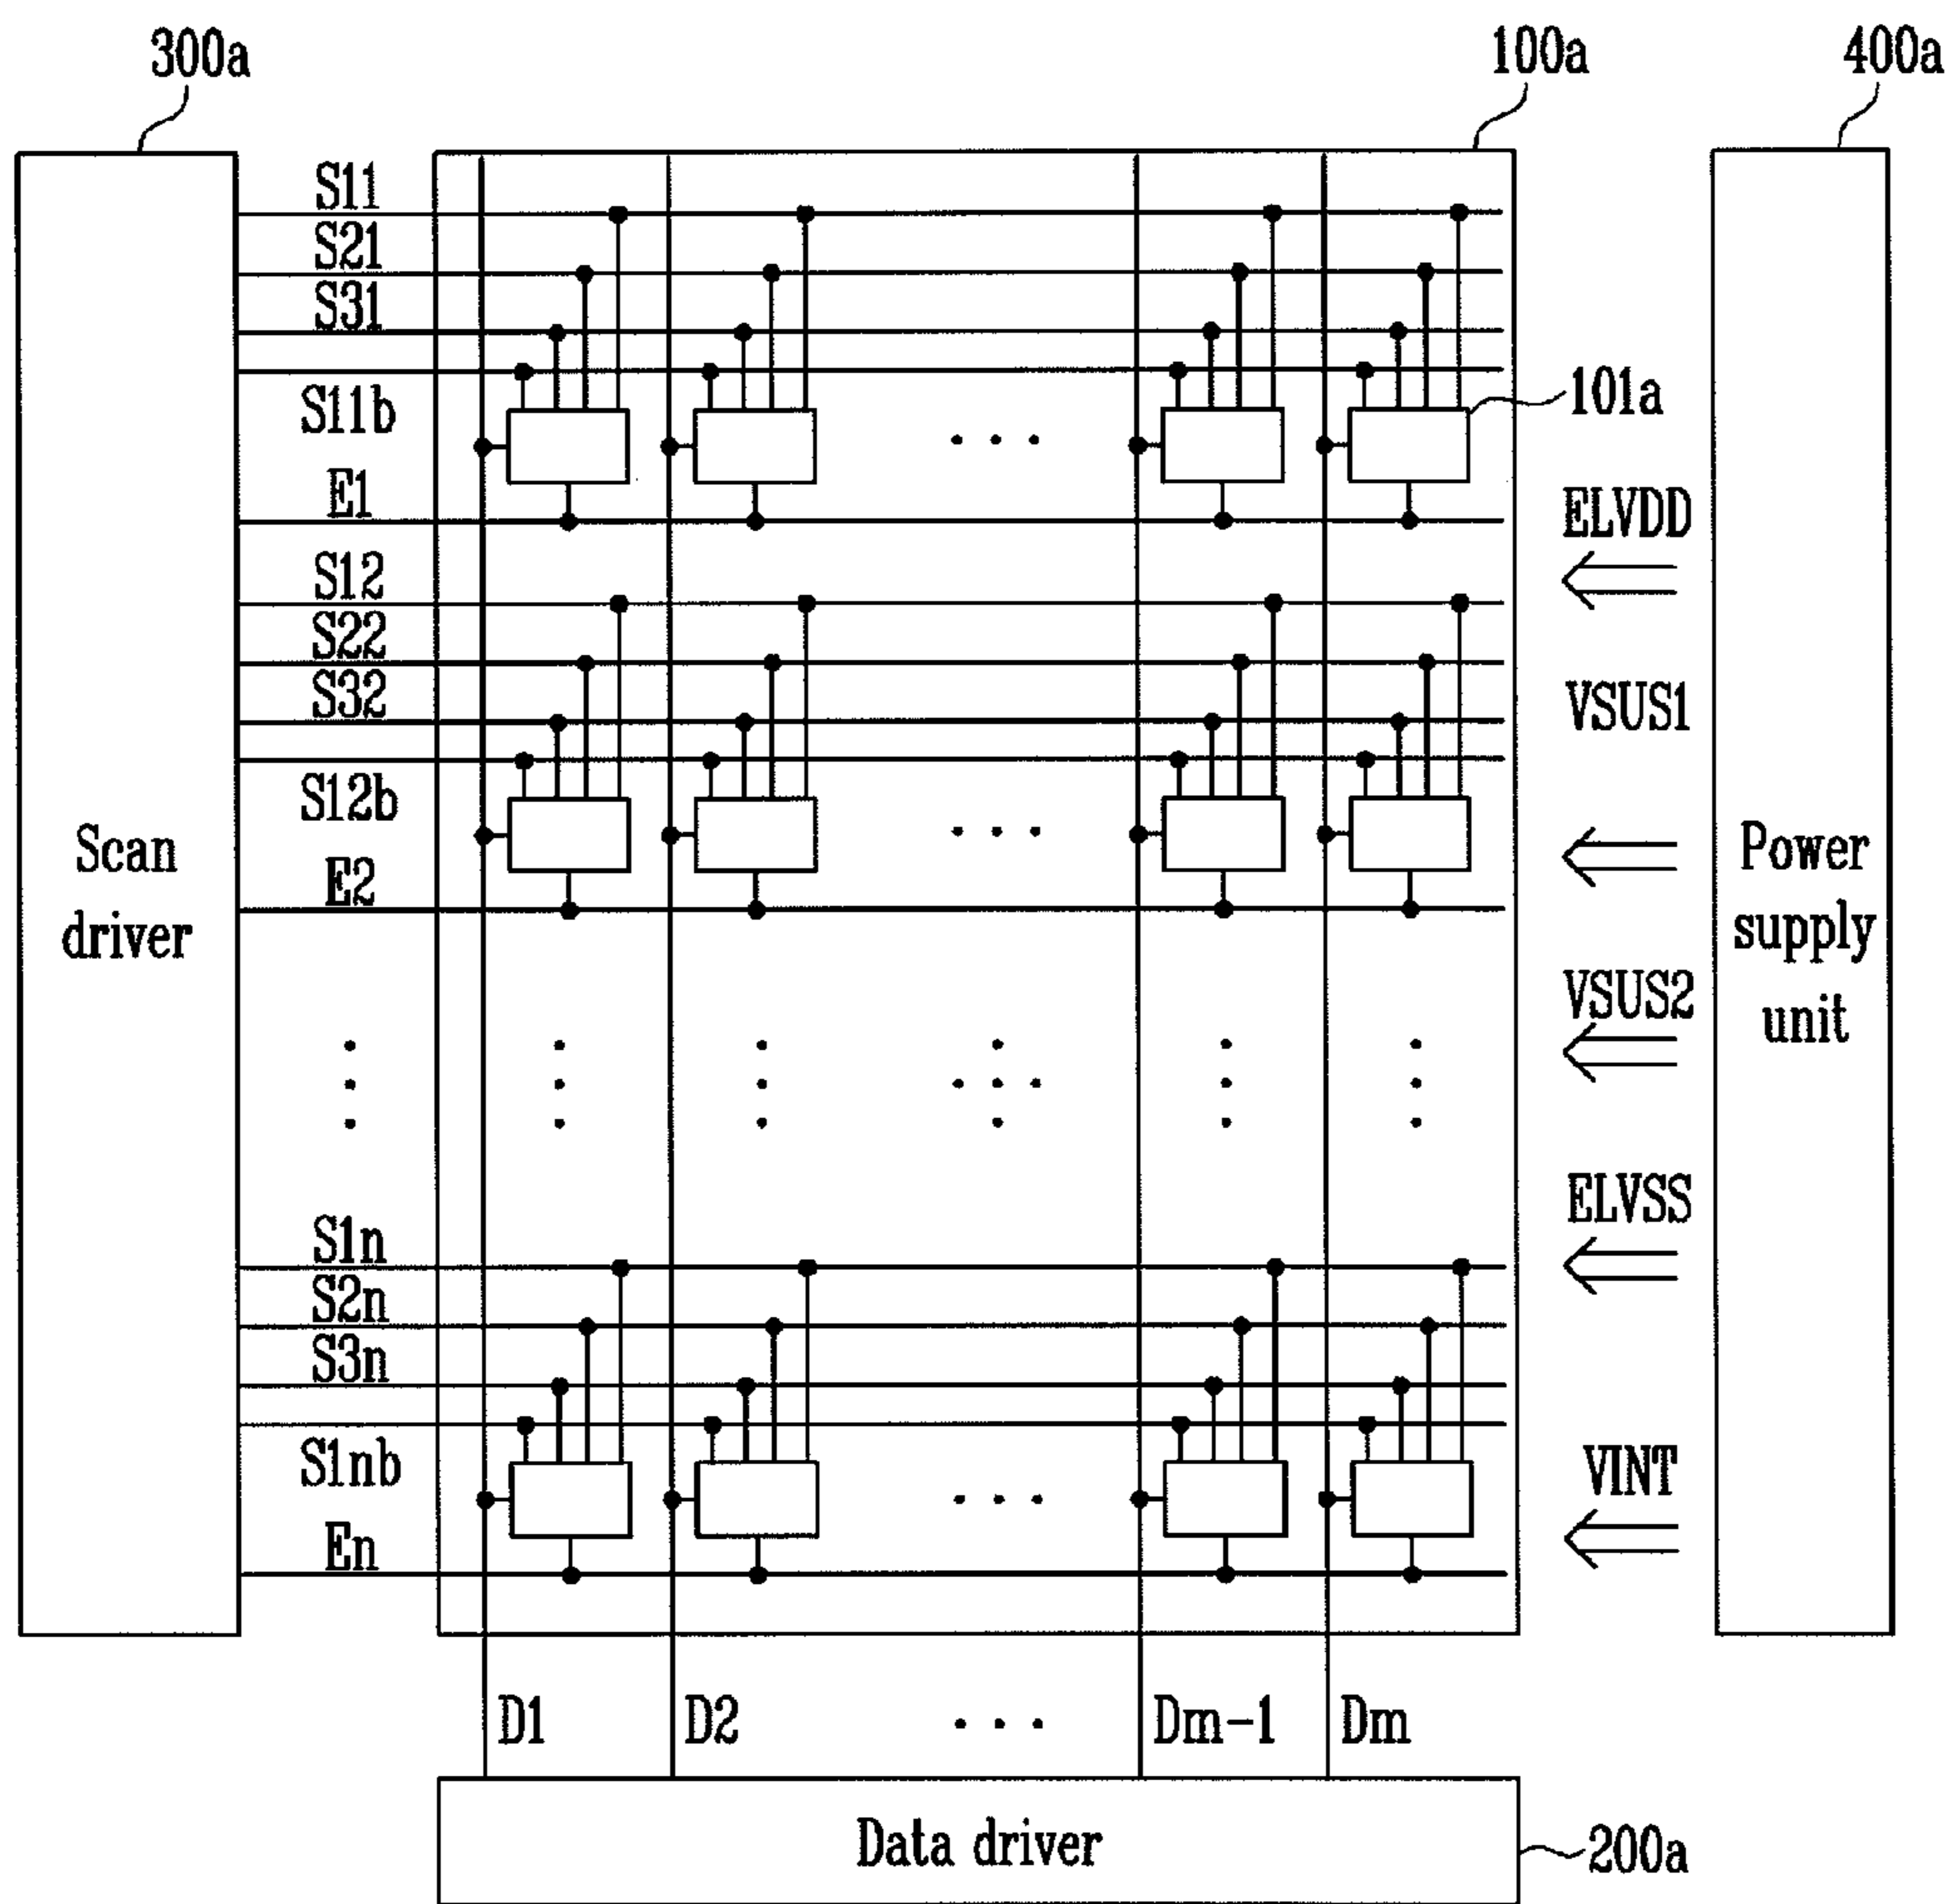 300a
100a
400a
S11
S21
S31
S11b
101a
E1
ELVDD
S12
S22
S32
VSUS1
S12b
E2
Scan
driver
Power
supply
unit
VSUS2
ELVSS
S1n
S2n
S3n
S1nb
VINT
En
D1 D2 Dm-1 Dm
Data driver
200a